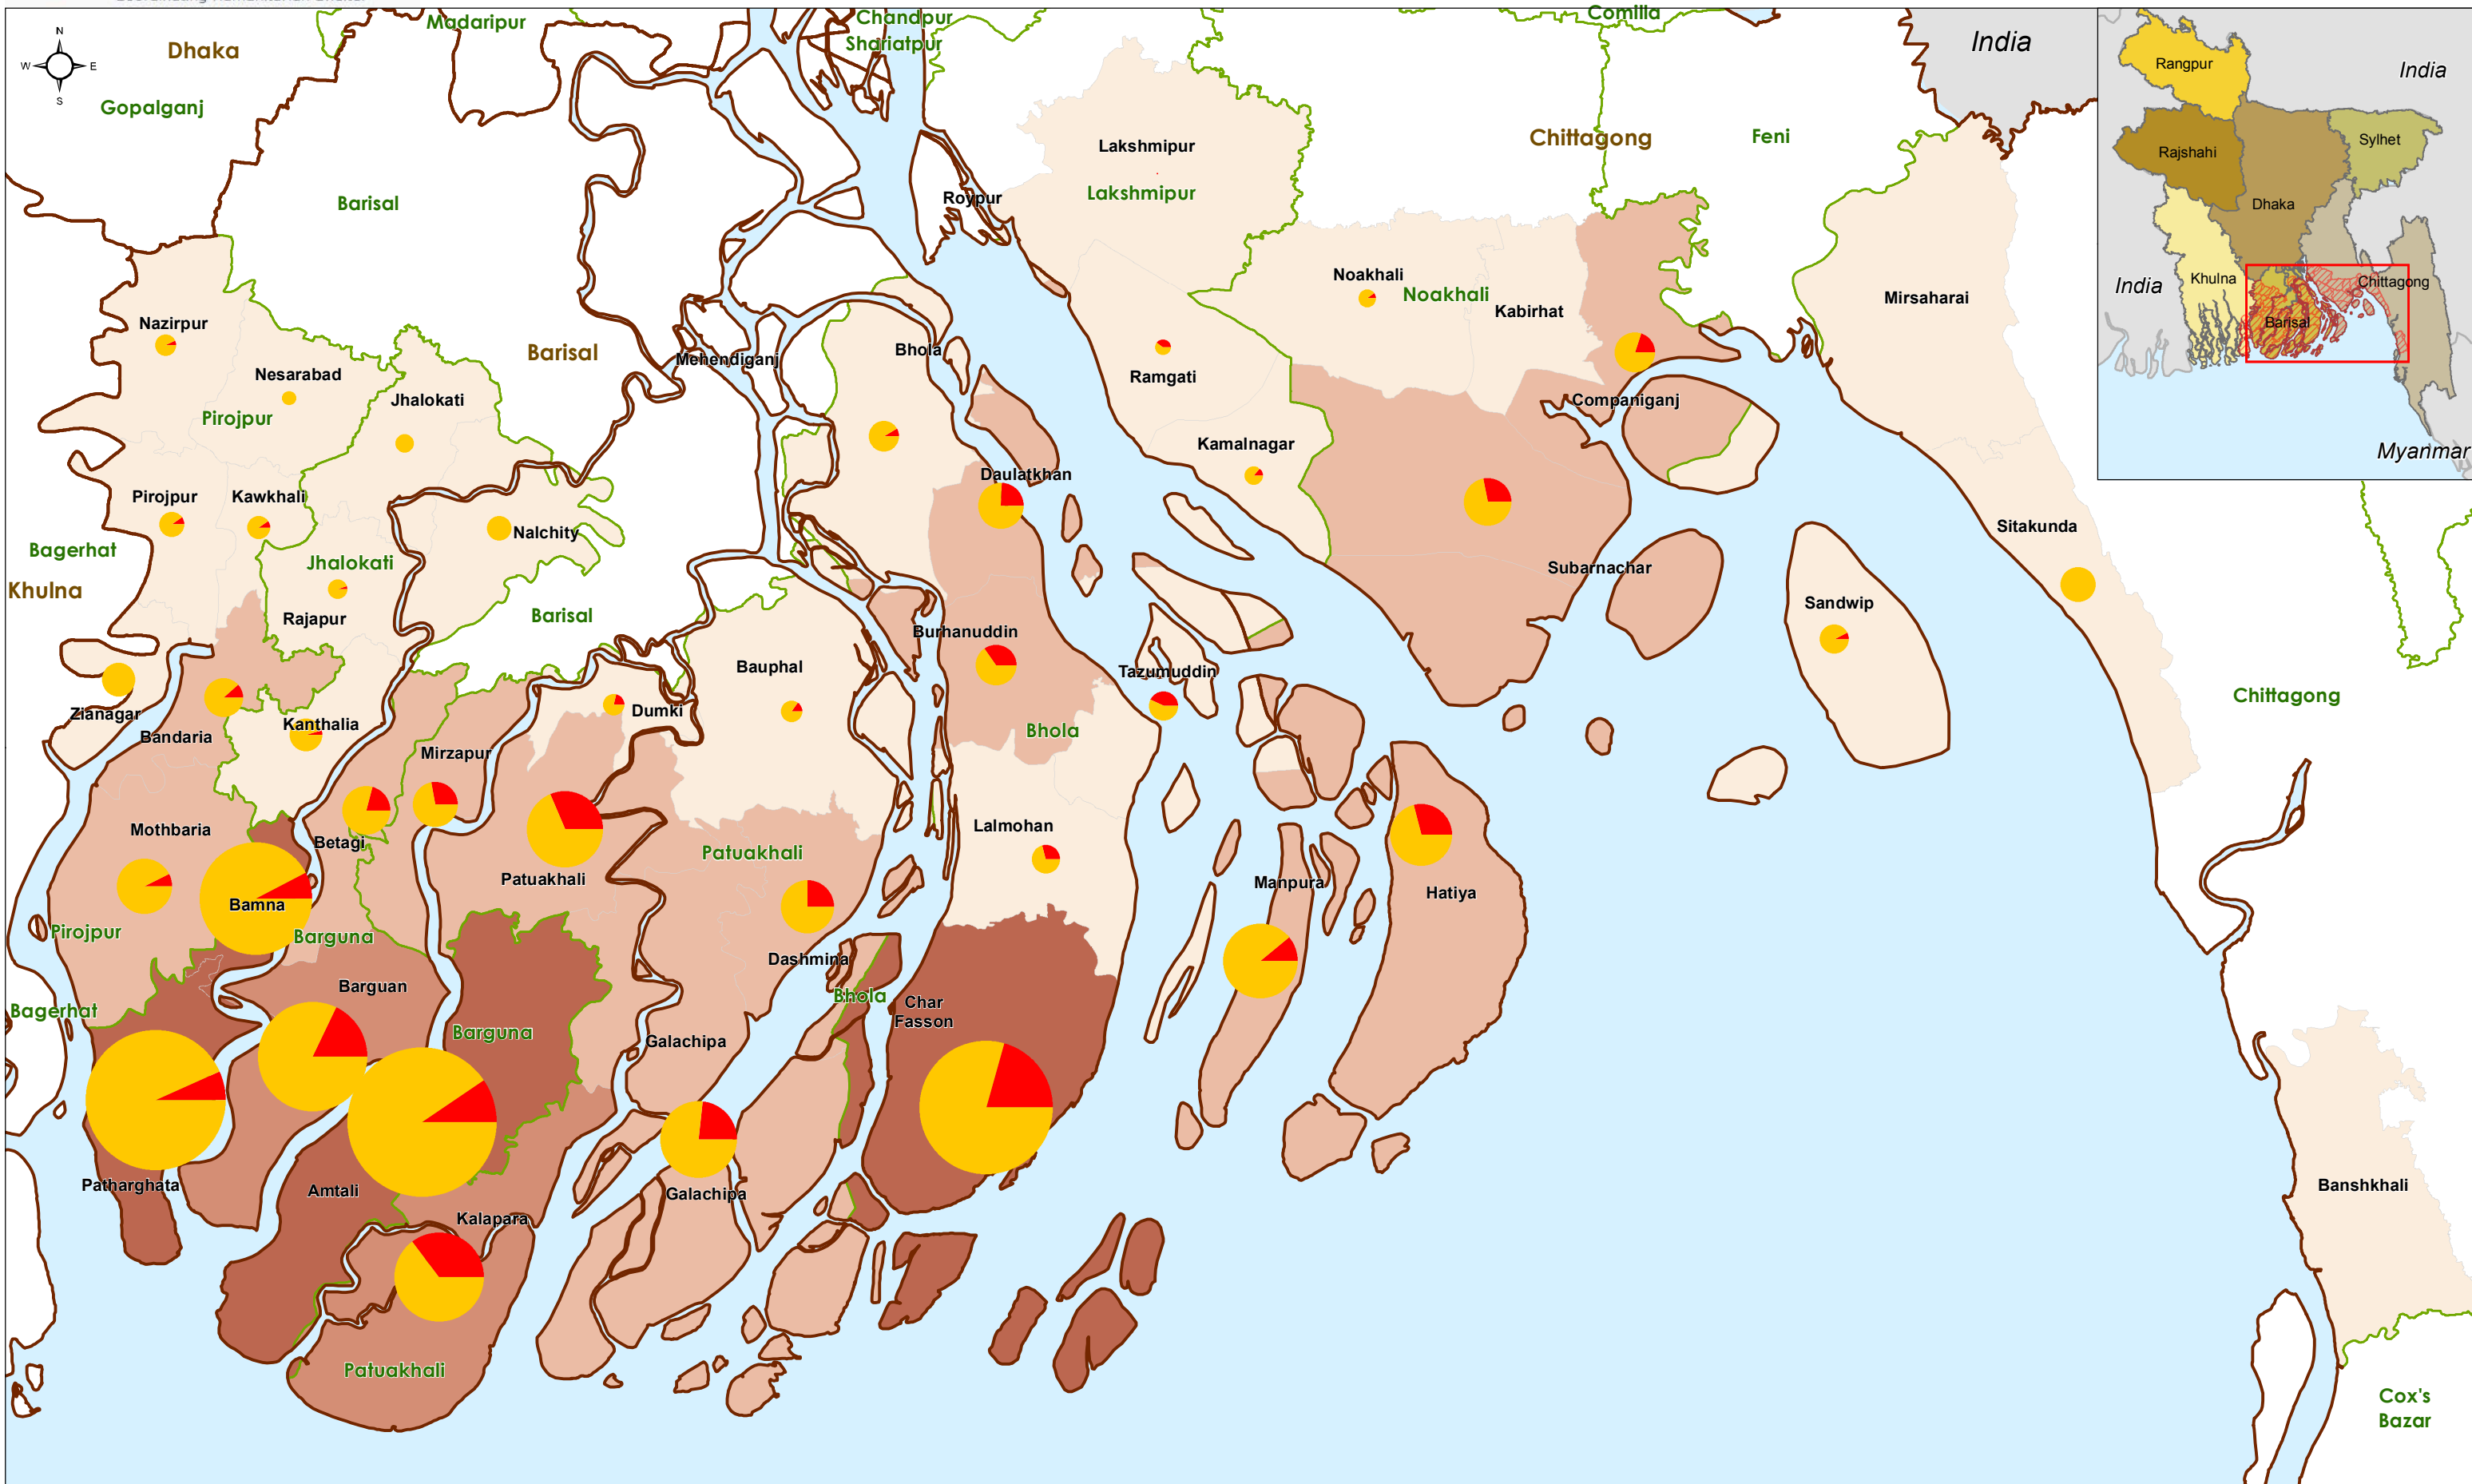 Madaripur
Chandpur
Shariatpur
Comilla
India
Dhaka
Gopalganj
N
W
E
S
Chittagong
Feni
Lakshmipur
Lakshmipur
Barisal
Roypur
Noakhali
Noakhali
Kabirhat
Mirsaharai
Nazirpur
Nesarabad
Pirojpur
Jhalokati
Barisal
Mehendiganj
Bhola
Ramgati
Companiganj
Kamalnagar
Daulatkhan
Pirojpur
Kawkhali
Nalchity
Sitakunda
Bagerhat
Khulna
Jhalokati
Rajapur
Barisal
Subarnachar
Sandwip
Burhanuddin
Bauphal
Tazumuddin
Zianagar
Bandaria
Kanthalia
Dumki
Bhola
Chittagong
Mirzapur
Mothbaria
Betagi
Patuakhali
Patuakhali
Lalmohan
Manpura
Hatiya
Bamna
Pirojpur
Barguna
Dashmina
Barguan
Bhola
Char
Fasson
Bagerhat
Barguna
Galachipa
Patharghata
Amtali
Galachipa
Kalapara
Banshkhali
Patuakhali
Cox's
Bazar
Rangpur
India
Rajshahi
Sylhet
Dhaka
India
Khulna
Chittagong
Barisal
Myanmar